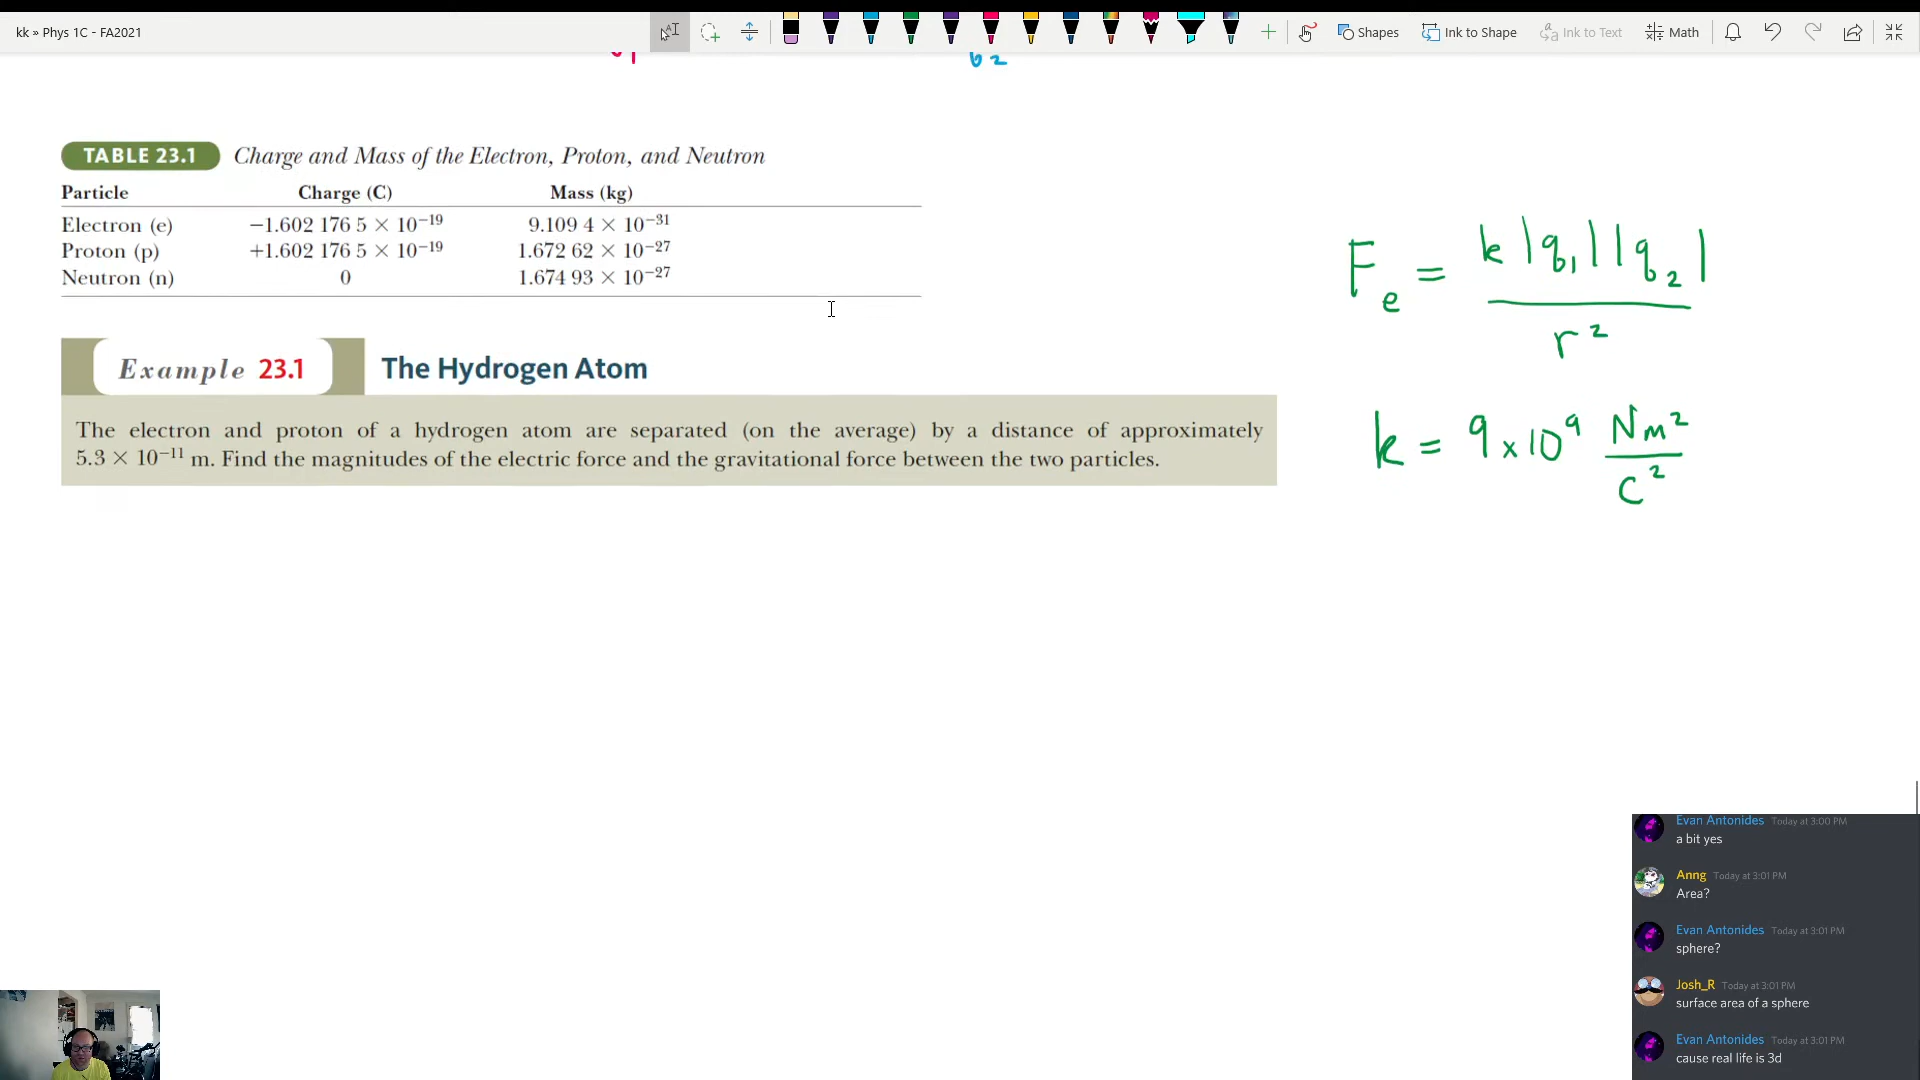 kk » Phys 1C - FA2021
Shapes
Ink to Shape
Ink to Text
Math
TABLE 23.1 Charge and Mass of the Electron, Proton, and Neutron
Particle Charge (C) Mass (kg)
Electron (e) −1.602 176 5 × 10⁻¹⁹ 9.109 4 × 10⁻³¹
Proton (p) +1.602 176 5 × 10⁻¹⁹ 1.672 62 × 10⁻²⁷
Neutron (n) 0 1.674 93 × 10⁻²⁷
Example 23.1 The Hydrogen Atom
The electron and proton of a hydrogen atom are separated (on the average) by a distance of approximately
5.3 × 10⁻¹¹ m. Find the magnitudes of the electric force and the gravitational force between the two particles.
Fₑ = k |q₁| |q₂| / r²
k = 9 × 10⁹ Nm² / C²
Evan Antonides Today at 3:00 PM
a bit yes
Anng Today at 3:01 PM
Area?
Evan Antonides Today at 3:01 PM
sphere?
Josh_R Today at 3:01 PM
surface area of a sphere
Evan Antonides Today at 3:01 PM
cause real life is 3d